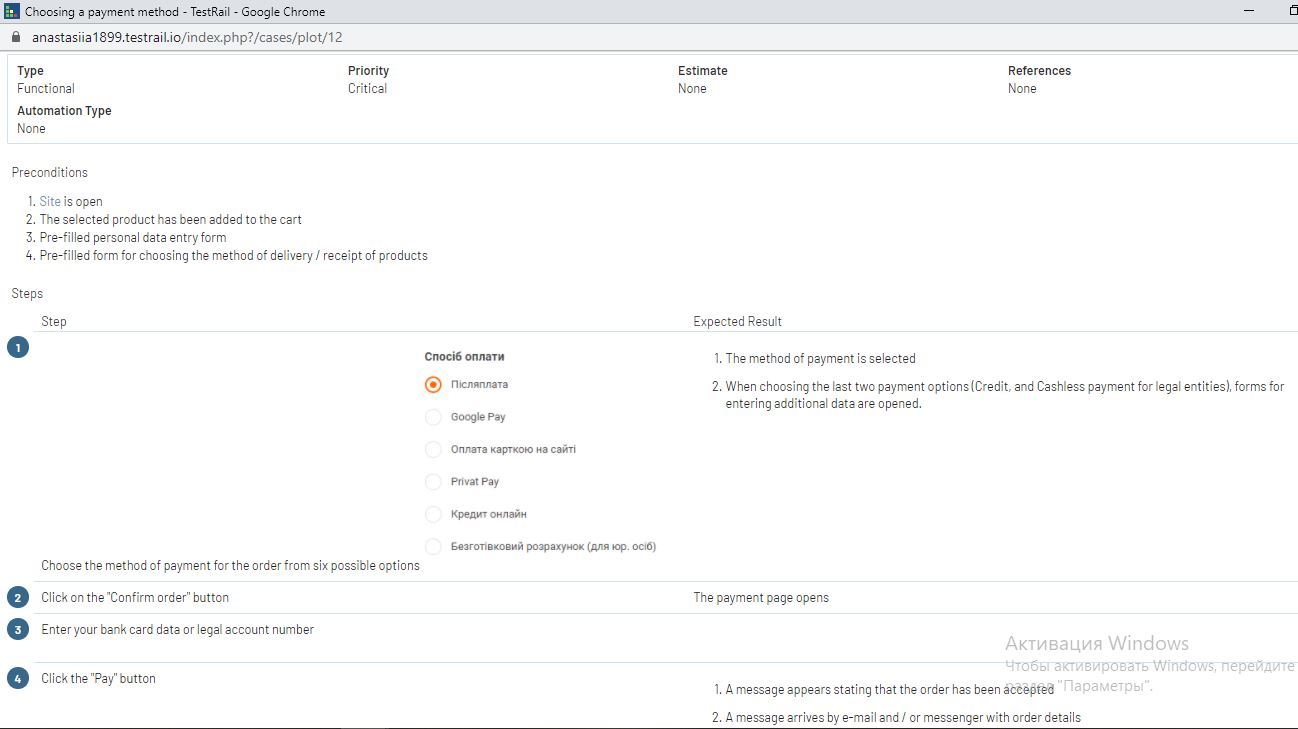 Choosing a payment method - TestRail - Google Chrome
anastasiia1899.testrail.io/index.php?/cases/plot/12
Type Priority Estimate References
Functional Critical None None
Automation Type
None
Preconditions
1. Site is open
2. The selected product has been added to the cart
3. Pre-filled personal data entry form
4. Pre-filled form for choosing the method of delivery / receipt of products
Steps
Step Expected Result
1
Спосіб оплати
Післяплата
Google Pay
Оплата карткою на сайті
Privat Pay
Кредит онлайн
Безготівковий розрахунок (для юр. осіб)
Choose the method of payment for the order from six possible options
1. The method of payment is selected
2. When choosing the last two payment options (Credit, and Cashless payment for legal entities), forms for
entering additional data are opened.
2 Click on the "Confirm order" button The payment page opens
3 Enter your bank card data or legal account number
4 Click the "Pay" button
1. A message appears stating that the order has been accepted
2. A message arrives by e-mail and / or messenger with order details
Активация Windows
Чтобы активировать Windows, перейдите
раздел "Параметры".